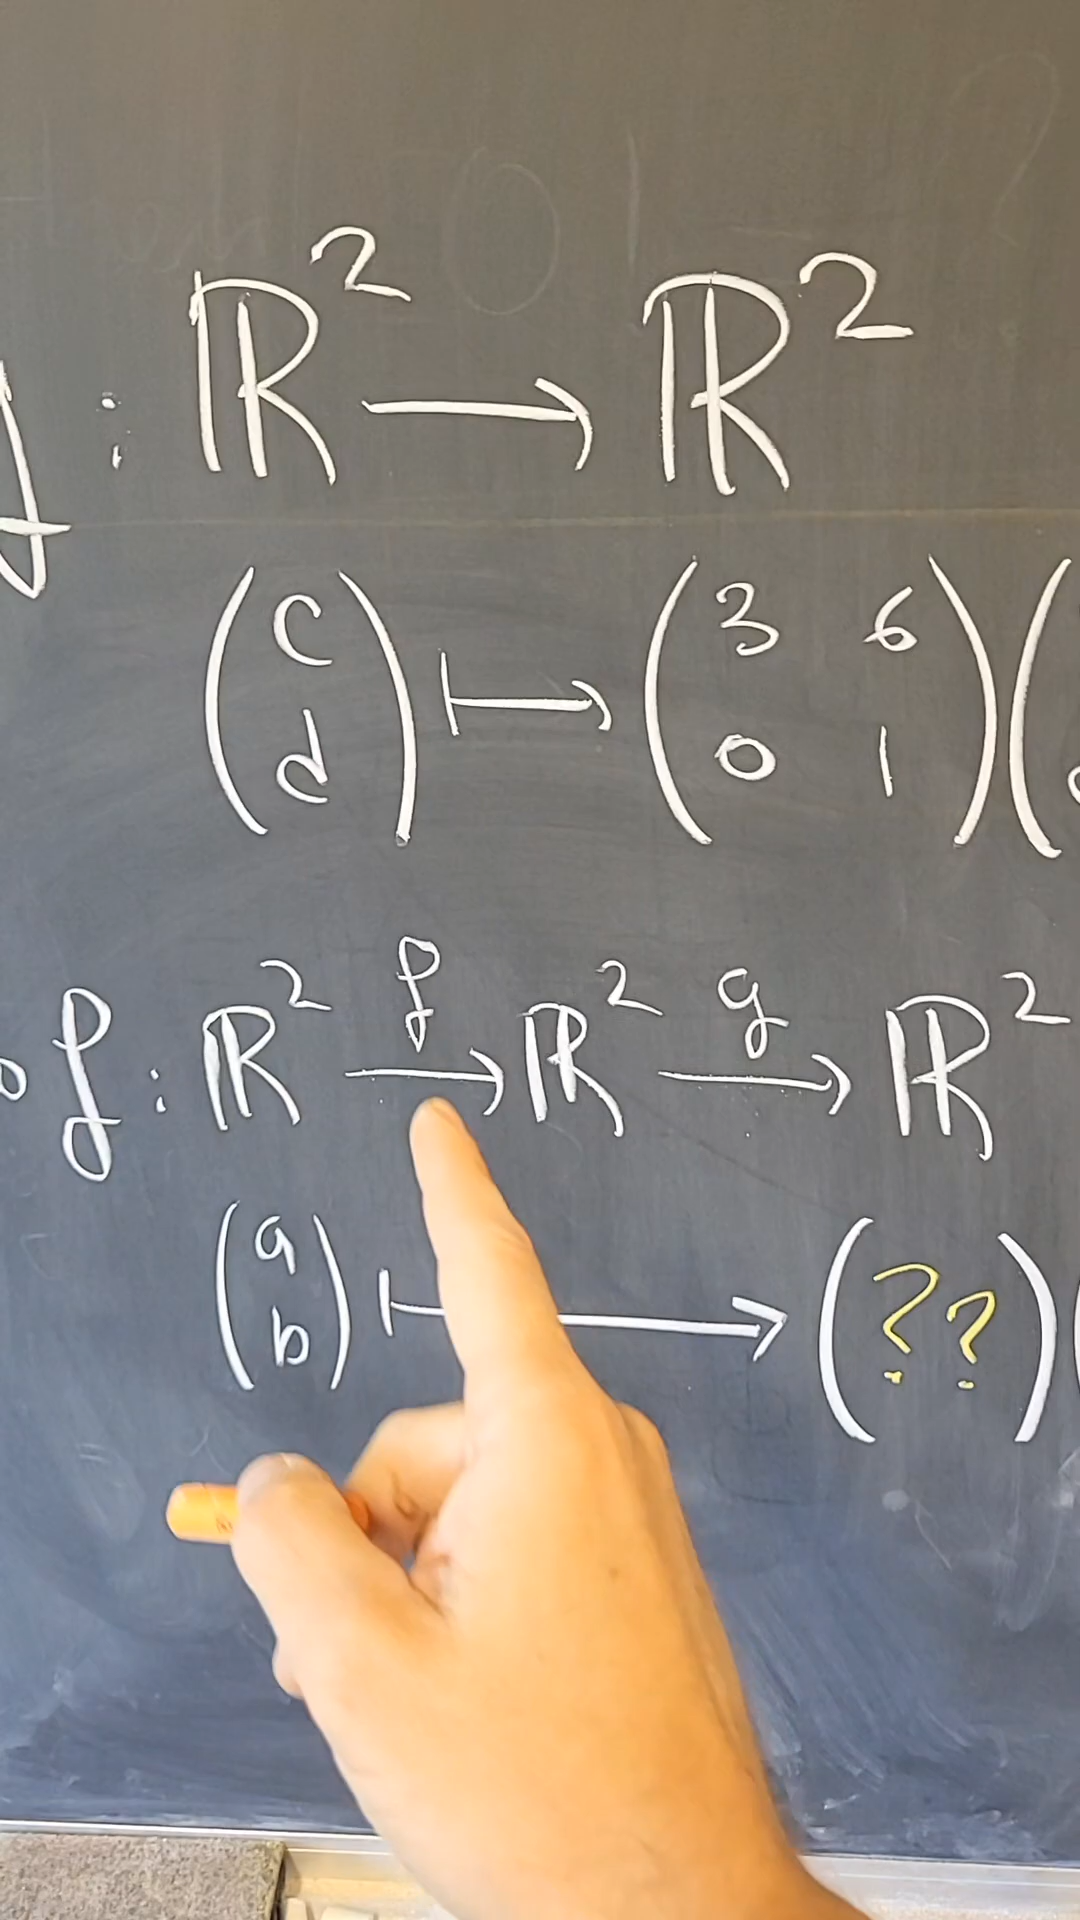 g : ℝ² → ℝ²
(c d) ↦ (3 6 0 1)(
∘ f : ℝ² →f ℝ² →g ℝ²
(a b) ↦ (? ?)(